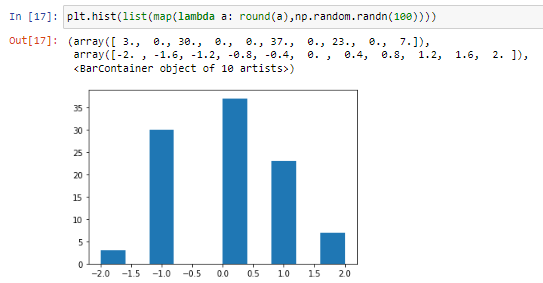 In [17]: plt.hist(list(map(lambda a: round(a),np.random.randn(100))))
Out[17]: (array([ 3.,  0., 30.,  0.,  0., 37.,  0., 23.,  0.,  7.]),
array([-2. , -1.6, -1.2, -0.8, -0.4,  0. ,  0.4,  0.8,  1.2,  1.6,  2. ]),
<BarContainer object of 10 artists>)
35
30
25
20
15
10
5
0
-2.0 -1.5 -1.0 -0.5 0.0 0.5 1.0 1.5 2.0